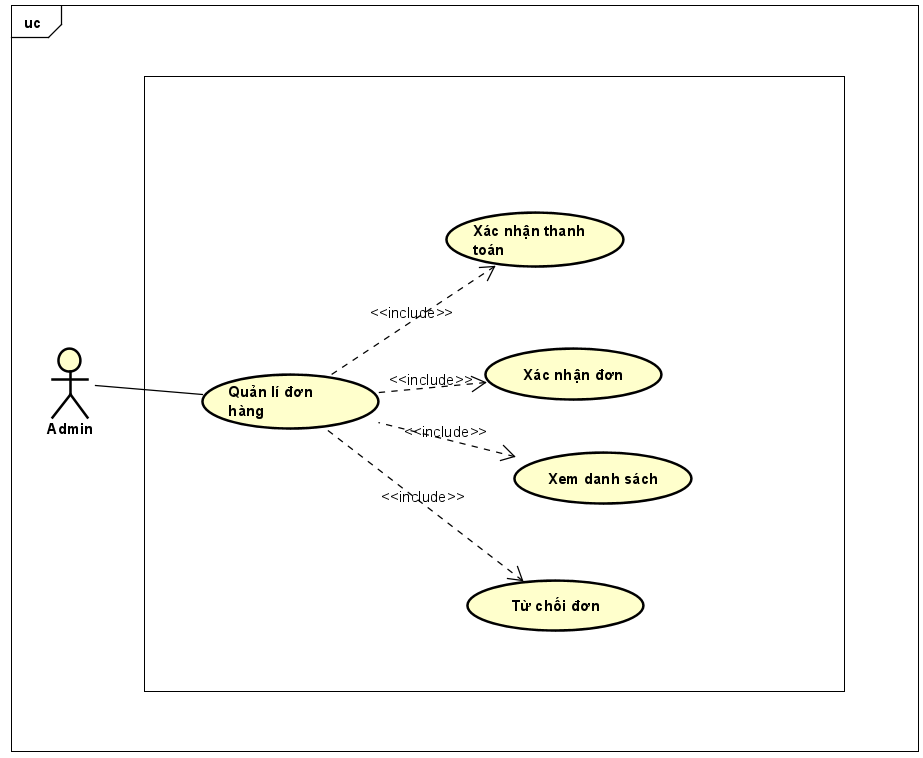 uc
Xác nhận thanh
toán
<<include>>
<<include>>
Xác nhận đơn
Quản lí đơn
hàng
Admin
<<include>>
Xem danh sách
<<include>>
Từ chối đơn